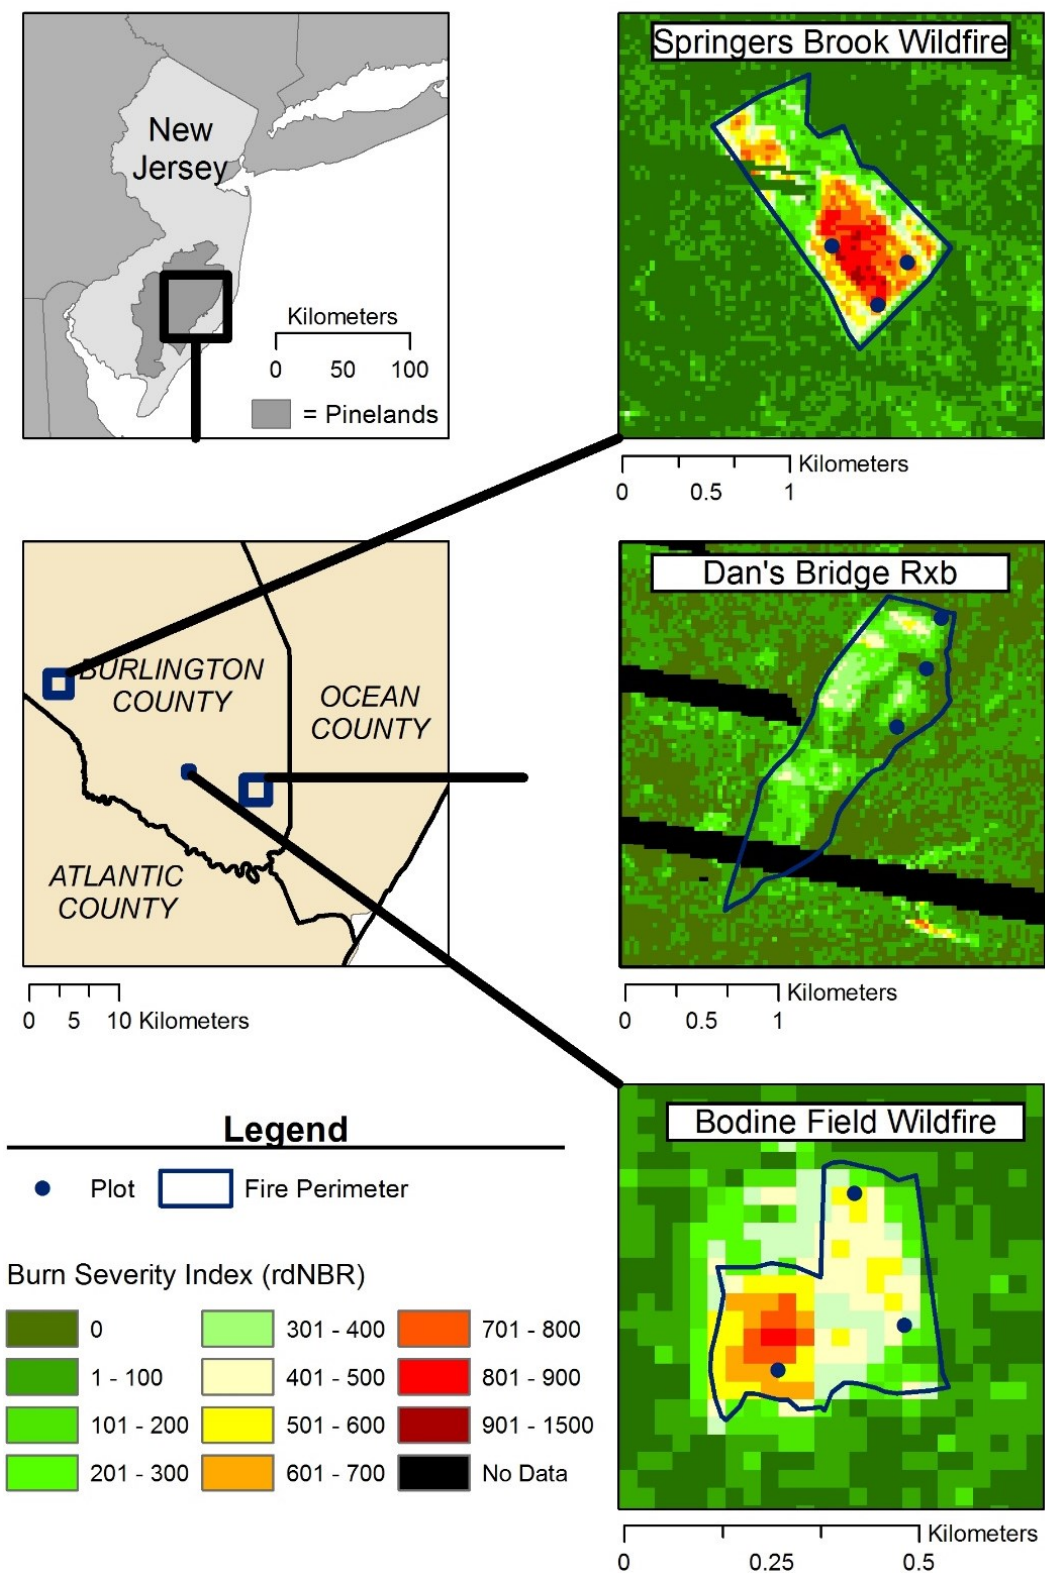 New
Jersey
Kilometers
0 50 100
= Pinelands
Springers Brook Wildfire
Kilometers
0 0.5 1
BURLINGTON
COUNTY
OCEAN
COUNTY
ATLANTIC
COUNTY
0 5 10 Kilometers
Dan's Bridge Rxb
Kilometers
0 0.5 1
Legend
Plot Fire Perimeter
Burn Severity Index (rdNBR)
0 301 - 400 701 - 800
1 - 100 401 - 500 801 - 900
101 - 200 501 - 600 901 - 1500
201 - 300 601 - 700 No Data
Bodine Field Wildfire
Kilometers
0 0.25 0.5